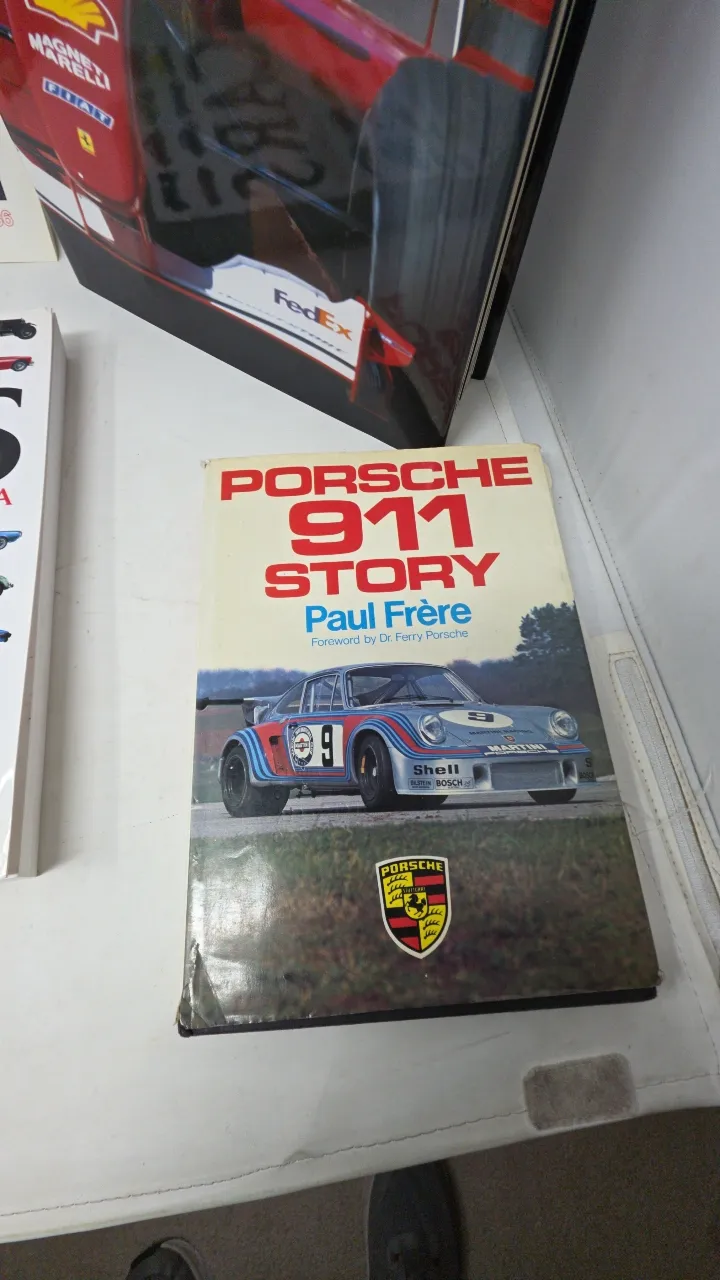 MAGNETI
MARELLI
FIAT
FedEx
S
A
PORSCHE
911
STORY
Paul Frère
Foreword by Dr. Ferry Porsche
9
9
MARTINI
Shell
BOSCH
PORSCHE